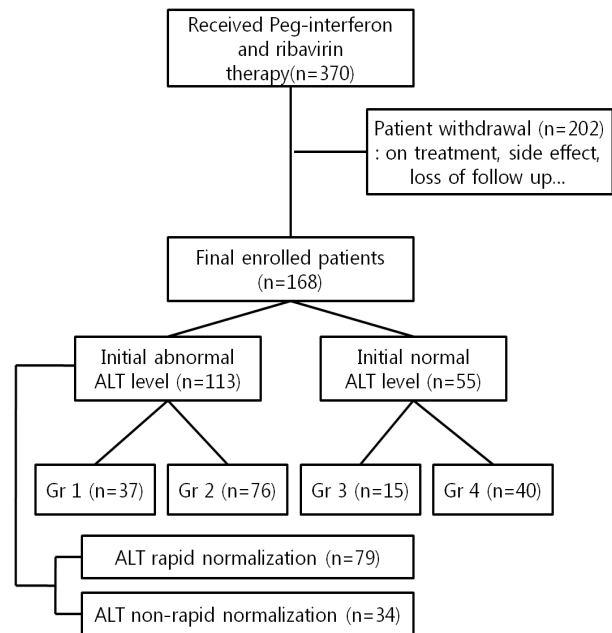 Received Peg-interferon
and ribavirin
therapy(n=370)
Patient withdrawal (n=202)
: on treatment, side effect,
loss of follow up...
Final enrolled patients
(n=168)
Initial abnormal
ALT level (n=113)
Initial normal
ALT level (n=55)
Gr 1 (n=37)
Gr 2 (n=76)
Gr 3 (n=15)
Gr 4 (n=40)
ALT rapid normalization (n=79)
ALT non-rapid normalization (n=34)